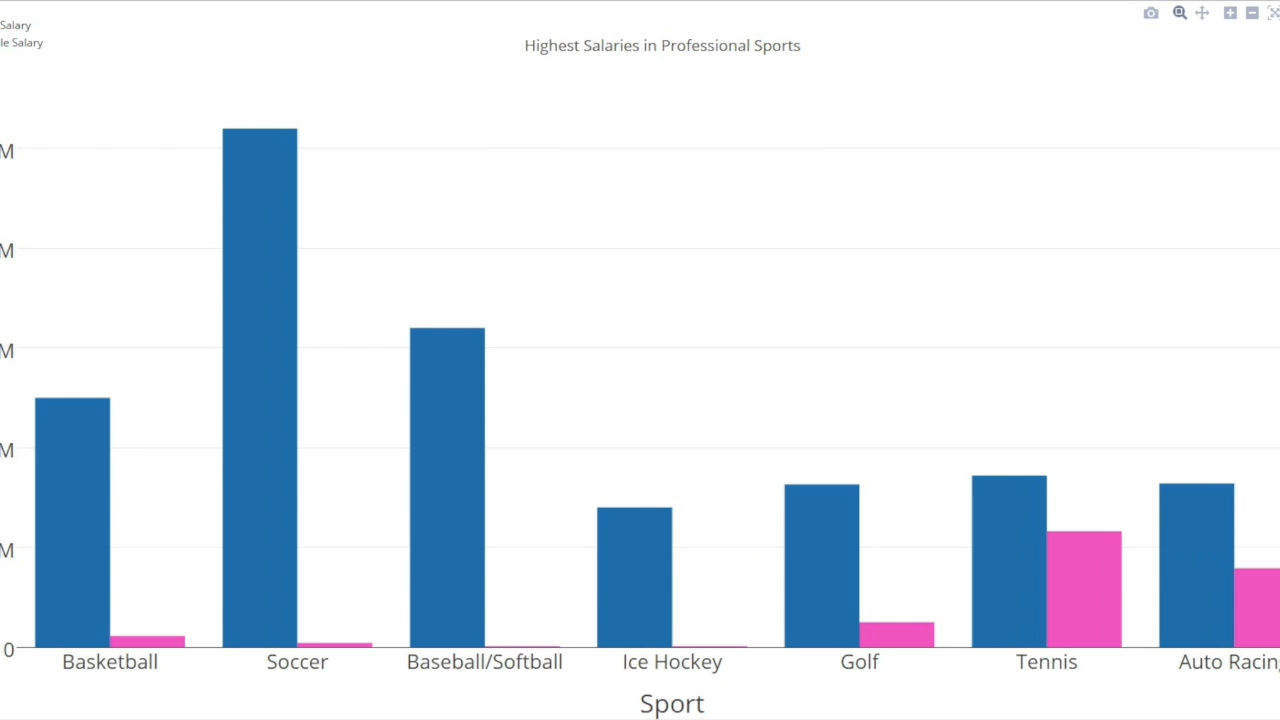 Salary
le Salary
Highest Salaries in Professional Sports
M
M
M
M
M
0
Basketball Soccer Baseball/Softball Ice Hockey Golf Tennis Auto Racing
Sport